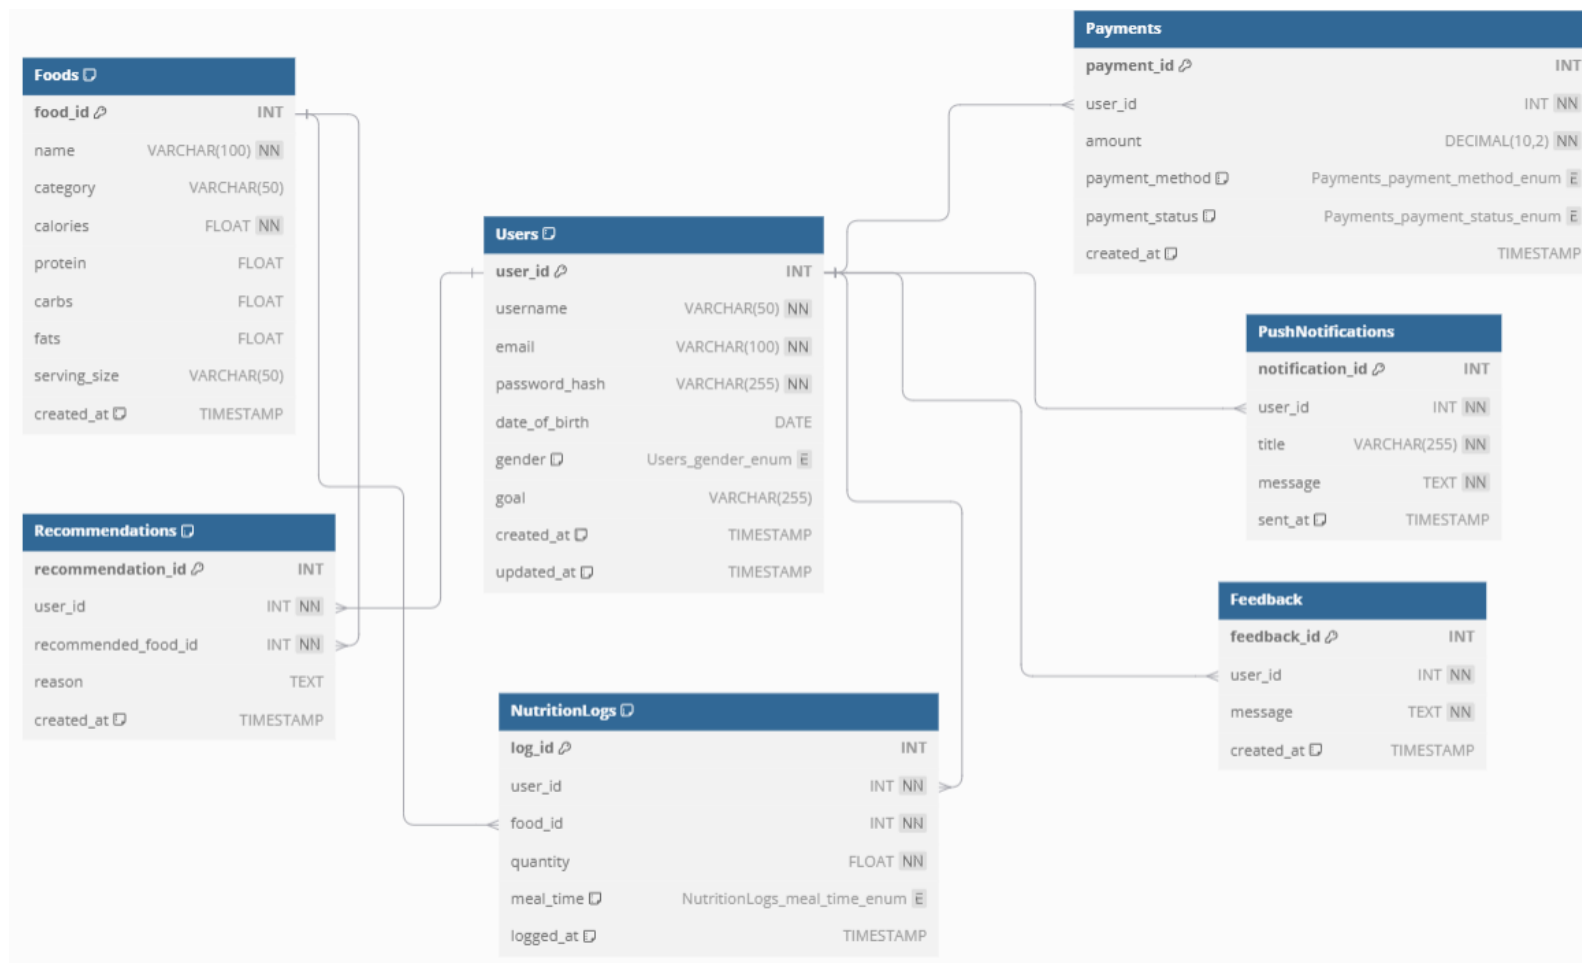 Foods
food_id INT
name VARCHAR(100) NN
category VARCHAR(50)
calories FLOAT NN
protein FLOAT
carbs FLOAT
fats FLOAT
serving_size VARCHAR(50)
created_at TIMESTAMP
Recommendations
recommendation_id INT
user_id INT NN
recommended_food_id INT NN
reason TEXT
created_at TIMESTAMP
Users
user_id INT
username VARCHAR(50) NN
email VARCHAR(100) NN
password_hash VARCHAR(255) NN
date_of_birth DATE
gender Users_gender_enum E
goal VARCHAR(255)
created_at TIMESTAMP
updated_at TIMESTAMP
NutritionLogs
log_id INT
user_id INT NN
food_id INT NN
quantity FLOAT NN
meal_time NutritionLogs_meal_time_enum E
logged_at TIMESTAMP
Payments
payment_id INT
user_id INT NN
amount DECIMAL(10,2) NN
payment_method Payments_payment_method_enum E
payment_status Payments_payment_status_enum E
created_at TIMESTAMP
PushNotifications
notification_id INT
user_id INT NN
title VARCHAR(255) NN
message TEXT NN
sent_at TIMESTAMP
Feedback
feedback_id INT
user_id INT NN
message TEXT NN
created_at TIMESTAMP